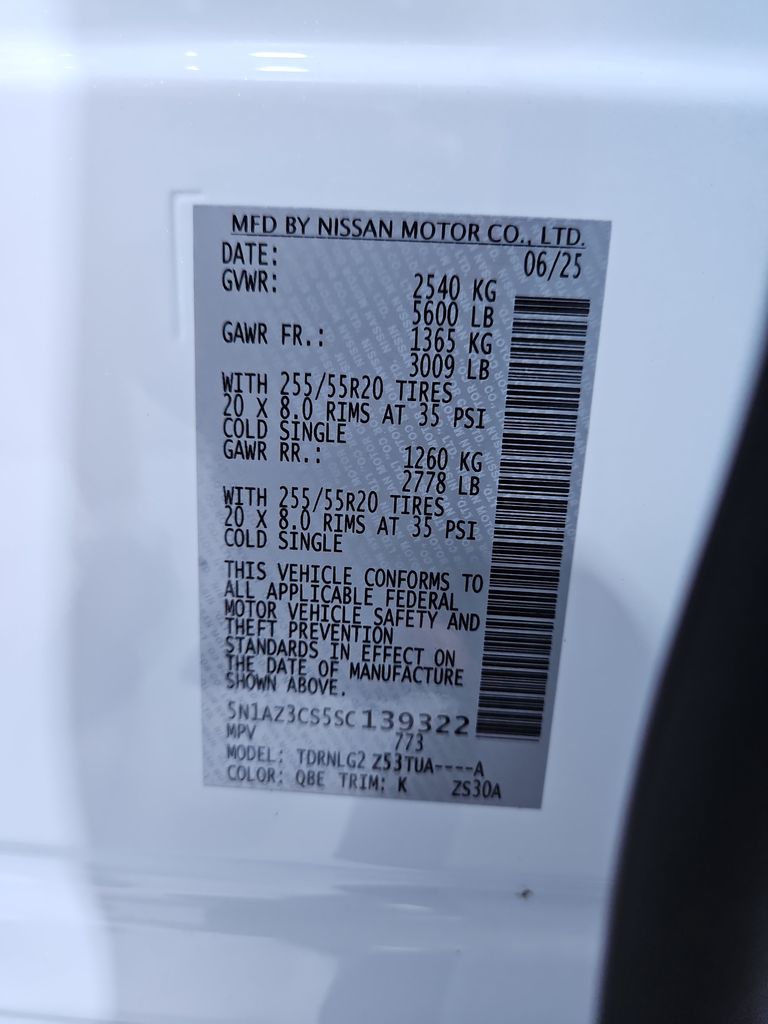 MFD BY NISSAN MOTOR CO., LTD.
DATE: 06/25
GVWR: 2540 KG
5600 LB
GAWR FR.: 1365 KG
3009 LB
WITH 255/55R20 TIRES
20 X 8.0 RIMS AT 35 PSI
COLD SINGLE
GAWR RR.: 1260 KG
2778 LB
WITH 255/55R20 TIRES
20 X 8.0 RIMS AT 35 PSI
COLD SINGLE
THIS VEHICLE CONFORMS TO
ALL APPLICABLE FEDERAL
MOTOR VEHICLE SAFETY AND
THEFT PREVENTION
STANDARDS IN EFFECT ON
THE DATE OF MANUFACTURE
SHOWN ABOVE.
5N1AZ3CS5SC139322
MPV 773
MODEL: TDRNLG2 Z53TUA----A
COLOR: QBE TRIM: K ZS30A